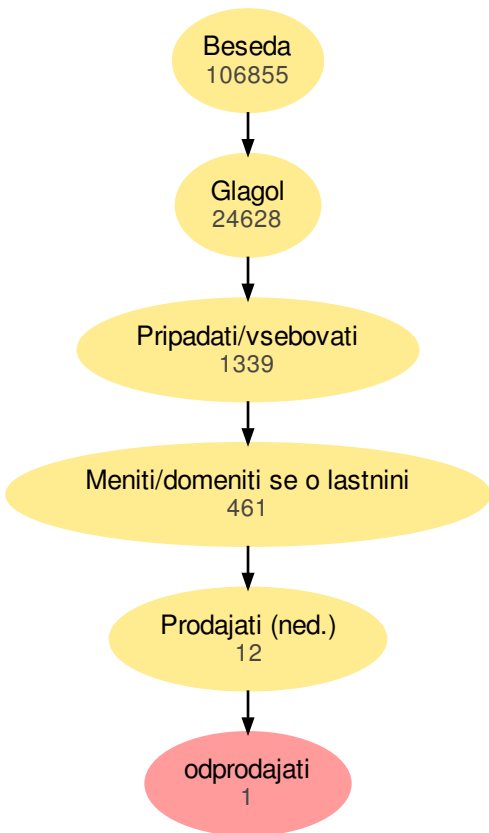 Beseda
106855
Glagol
24628
Pripadati/vsebovati
1339
Meniti/domeniti se o lastnini
461
Prodajati (ned.)
12
odprodajati
1